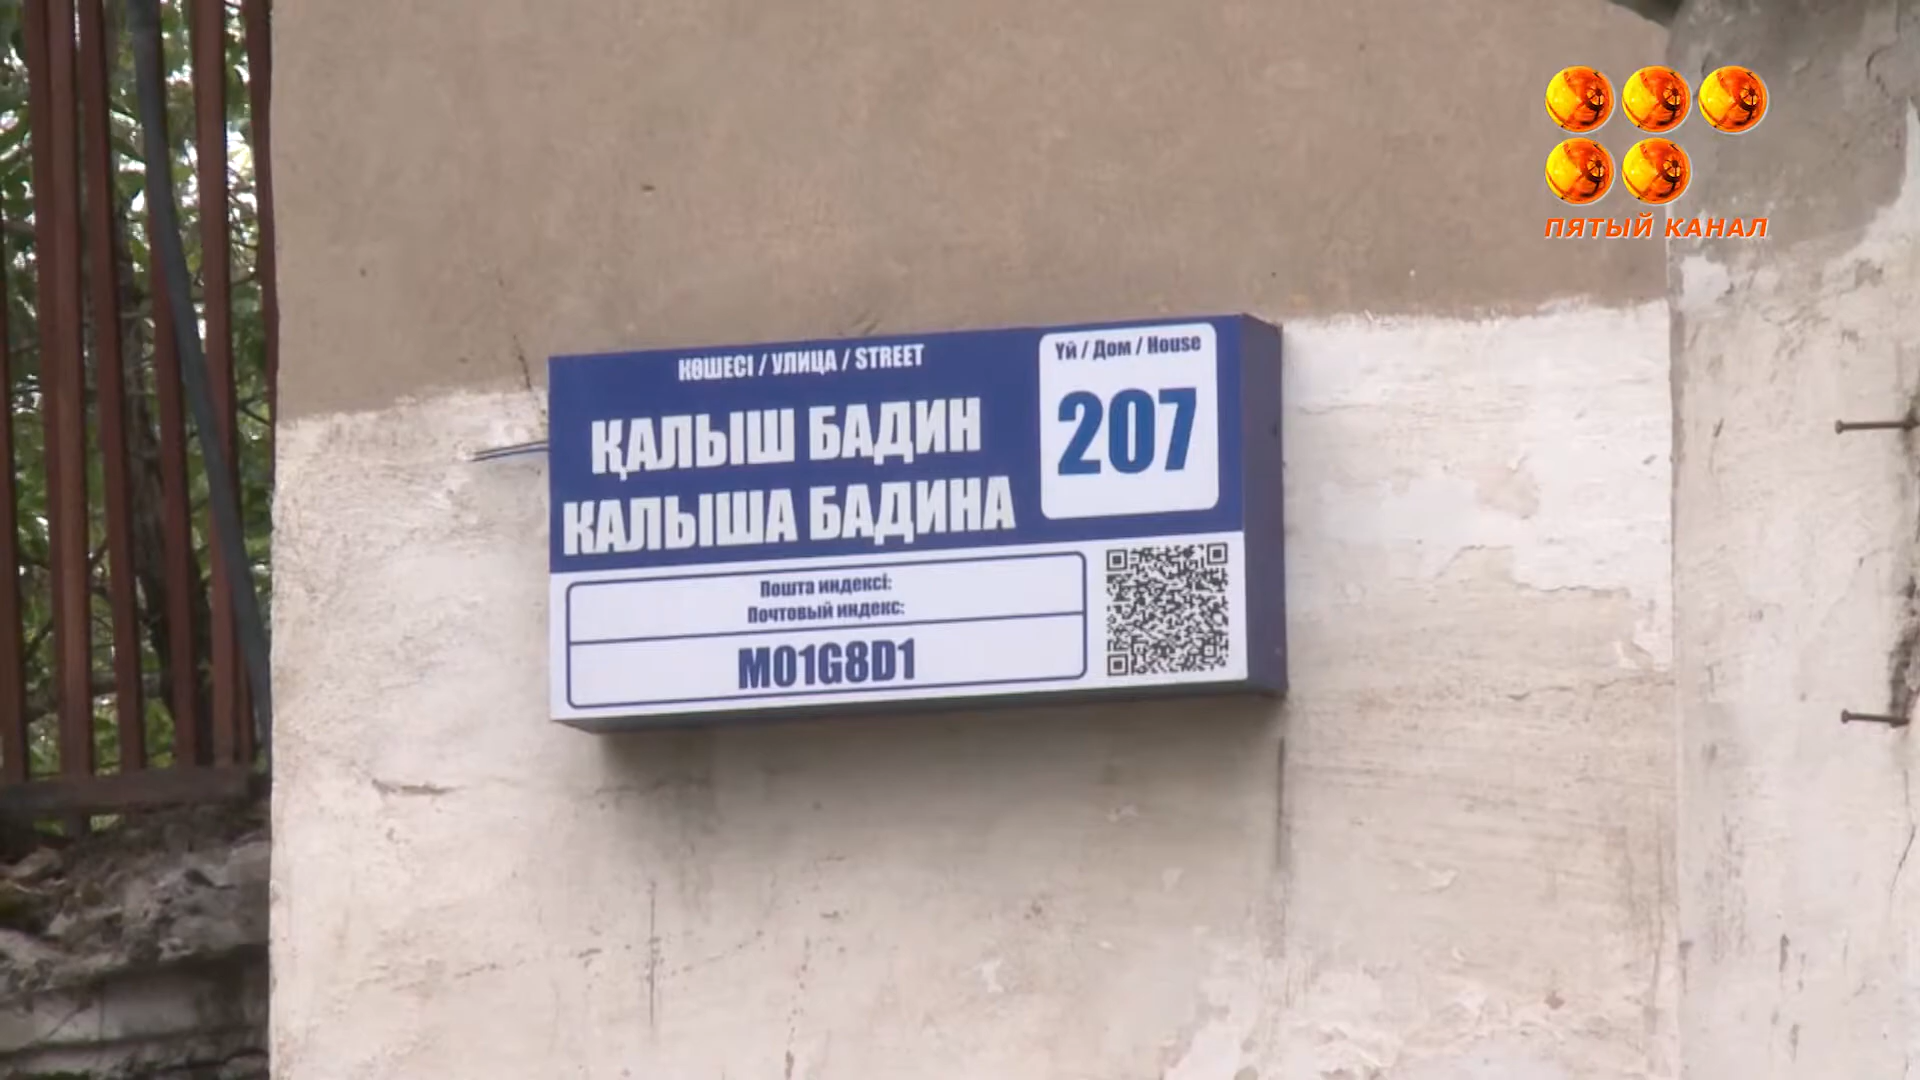 ПЯТЫЙ КАНАЛ
КӨШЕСІ / УЛИЦА / STREET
ҚАЛЫШ БАДИН
КАЛЫША БАДИНА
Үй / Дом / House
207
Пошта индексі:
Почтовый индекс:
M01G8D1